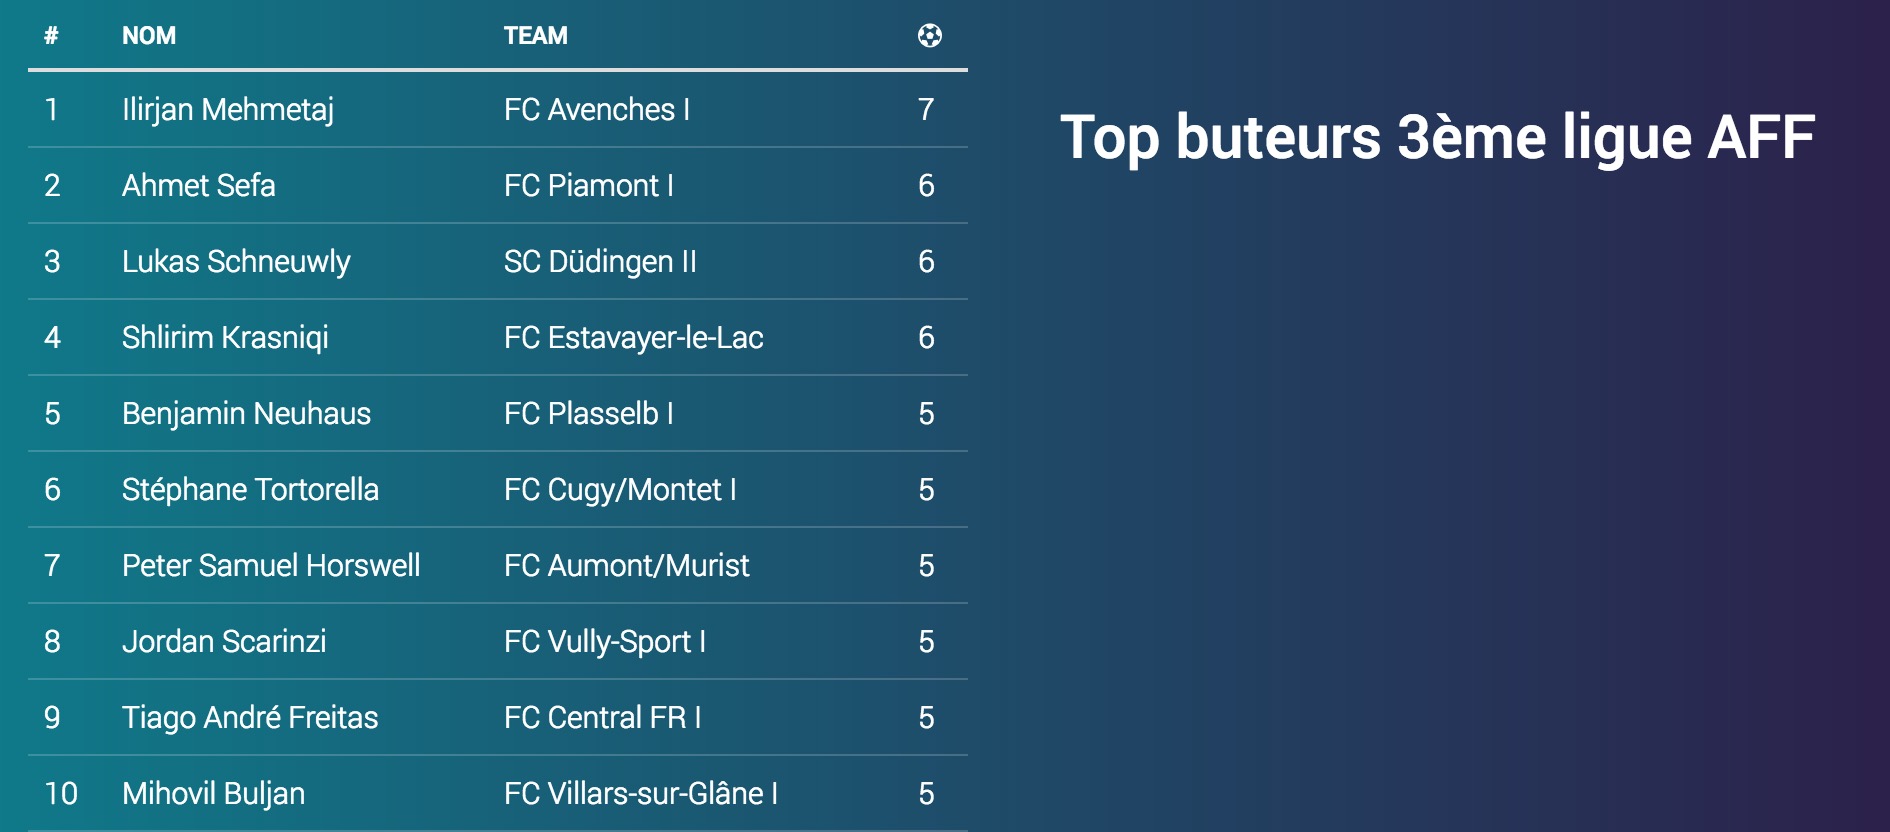 # NOM TEAM
1 Ilirjan Mehmetaj FC Avenches I 7
2 Ahmet Sefa FC Piamont I 6
3 Lukas Schneuwly SC Düdingen II 6
4 Shlirim Krasniqi FC Estavayer-le-Lac 6
5 Benjamin Neuhaus FC Plasselb I 5
6 Stéphane Tortorella FC Cugy/Montet I 5
7 Peter Samuel Horswell FC Aumont/Murist 5
8 Jordan Scarinzi FC Vully-Sport I 5
9 Tiago André Freitas FC Central FR I 5
10 Mihovil Buljan FC Villars-sur-Glâne I 5
Top buteurs 3ème ligue AFF